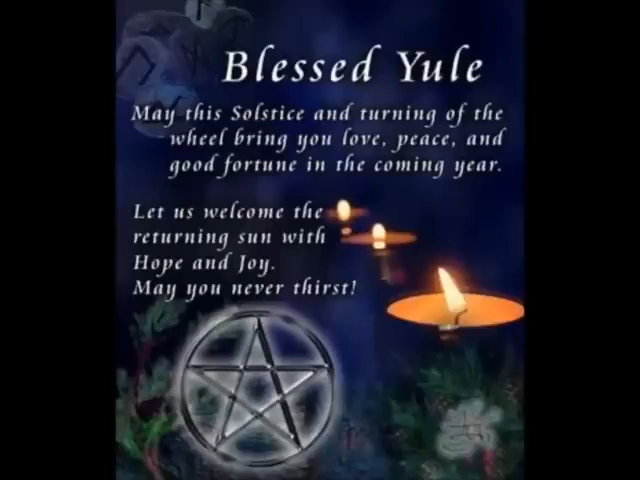 Blessed Yule
May this Solstice and turning of the
wheel bring you love, peace, and
good fortune in the coming year.
Let us welcome the
returning sun with
Hope and Joy.
May you never thirst!